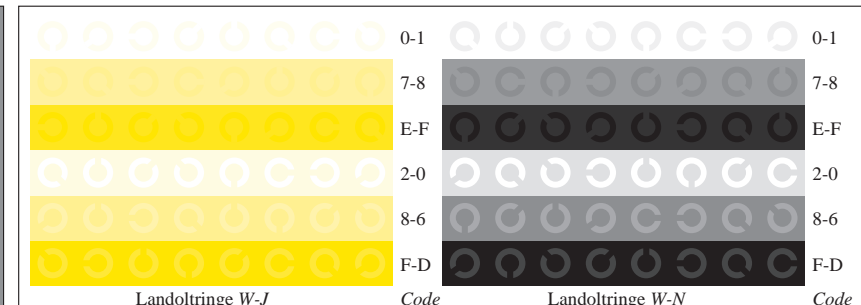 0-1 0-1
7-8 7-8
E-F E-F
2-0 2-0
8-6 8-6
F-D F-D
Landoltringe W-J Code Landoltringe W-N Code